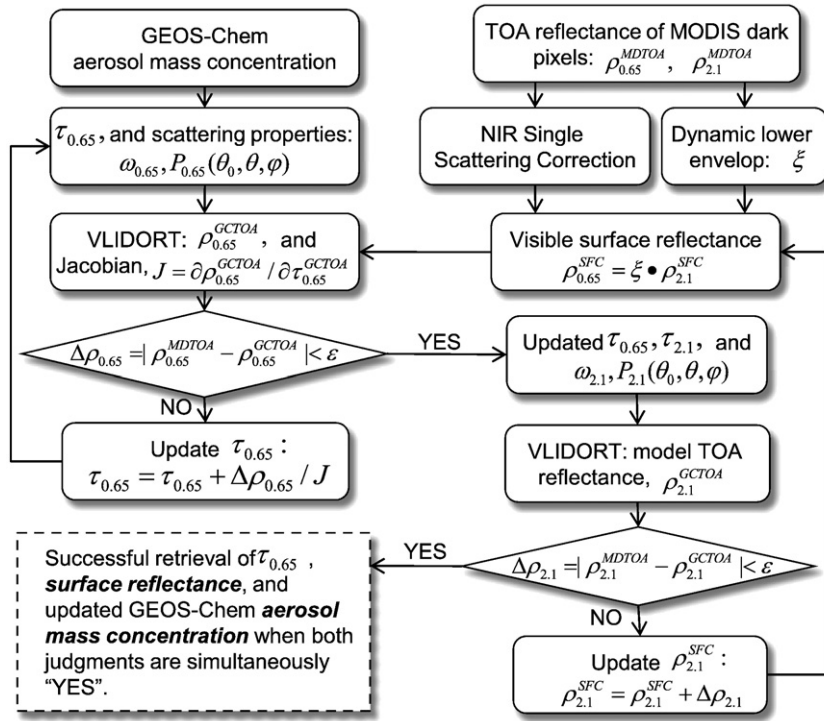 GEOS-Chem
aerosol mass concentration
TOA reflectance of MODIS dark
pixels: ρ_{0.65}^{MDTOA}, ρ_{2.1}^{MDTOA}
τ_{0.65}, and scattering properties:
ω_{0.65}, P_{0.65}(θ_0, θ, φ)
NIR Single
Scattering Correction
Dynamic lower
envelop: ξ
VLIDORT: ρ_{0.65}^{GCTOA}, and
Jacobian, J = ∂ρ_{0.65}^{GCTOA} / ∂τ_{0.65}^{GCTOA}
Visible surface reflectance
ρ_{0.65}^{SFC} = ξ • ρ_{2.1}^{SFC}
Δρ_{0.65} =| ρ_{0.65}^{MDTOA} − ρ_{0.65}^{GCTOA} |< ε
YES
NO
Updated τ_{0.65}, τ_{2.1}, and
ω_{2.1}, P_{2.1}(θ_0, θ, φ)
Update τ_{0.65} :
τ_{0.65} = τ_{0.65} + Δρ_{0.65} / J
VLIDORT: model TOA
reflectance, ρ_{2.1}^{GCTOA}
Δρ_{2.1} =| ρ_{2.1}^{MDTOA} − ρ_{2.1}^{GCTOA} |< ε
YES
NO
Update ρ_{2.1}^{SFC} :
ρ_{2.1}^{SFC} = ρ_{2.1}^{SFC} + Δρ_{2.1}
Successful retrieval of τ_{0.65} ,
surface reflectance, and
updated GEOS-Chem aerosol
mass concentration when both
judgments are simultaneously
“YES”.